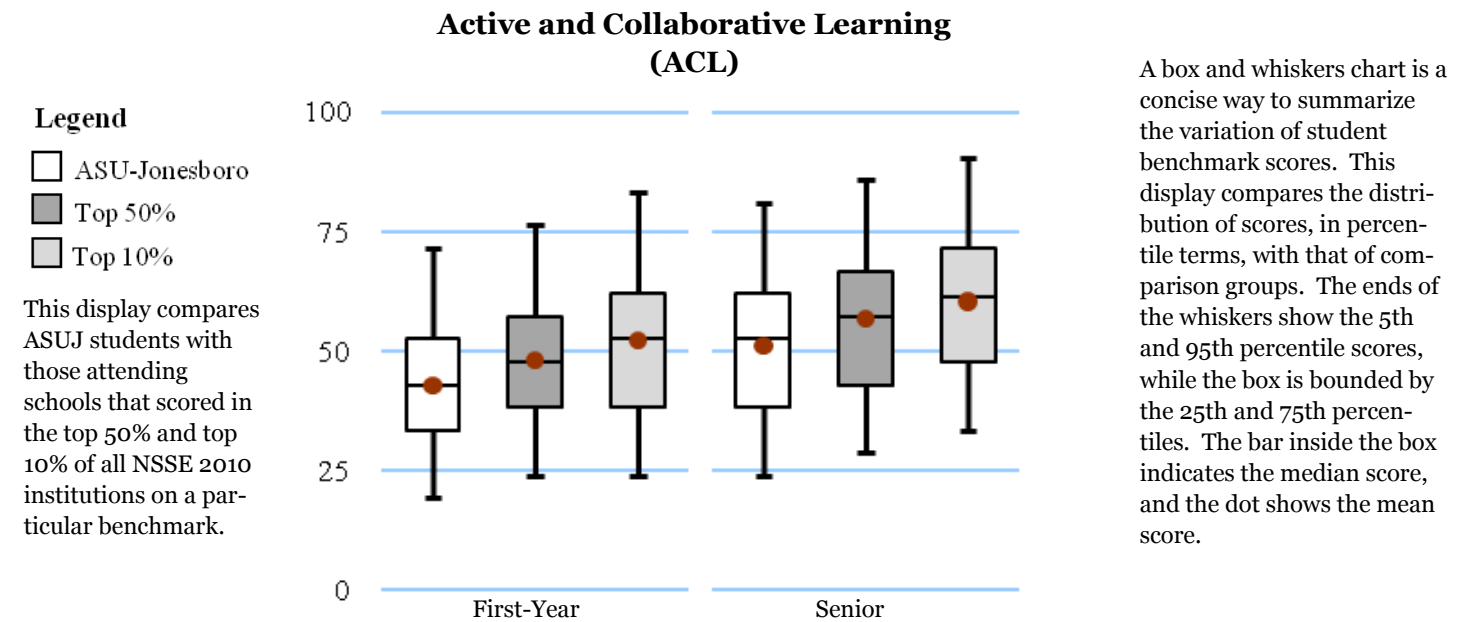 Active and Collaborative Learning
(ACL)
Legend
ASU-Jonesboro
Top 50%
Top 10%
This display compares
ASUJ students with
those attending
schools that scored in
the top 50% and top
10% of all NSSE 2010
institutions on a par-
ticular benchmark.
100
75
50
25
0
First-Year
Senior
A box and whiskers chart is a
concise way to summarize
the variation of student
benchmark scores. This
display compares the distri-
bution of scores, in percen-
tile terms, with that of com-
parison groups. The ends of
the whiskers show the 5th
and 95th percentile scores,
while the box is bounded by
the 25th and 75th percen-
tiles. The bar inside the box
indicates the median score,
and the dot shows the mean
score.